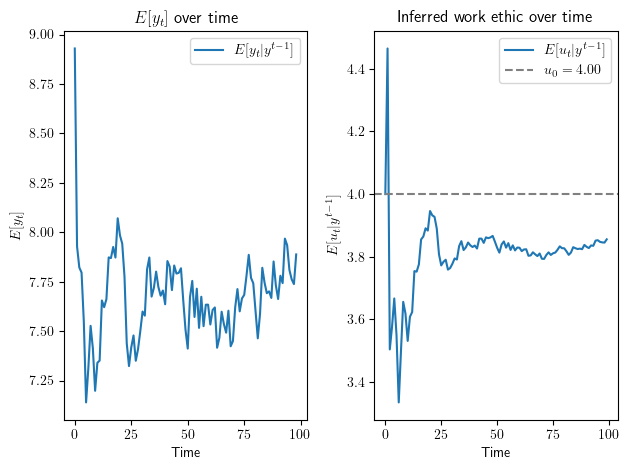 $E[y_t]$ over time
$E[y_t|y^{t-1}]$
$E[y_t]$
9.00
8.75
8.50
8.25
8.00
7.75
7.50
7.25
0
25
50
75
100
Time
Inferred work ethic over time
$E[u_t|y^{t-1}]$
$u_0 = 4.00$
$E[u_t|y^{t-1}]$
4.4
4.2
4.0
3.8
3.6
3.4
0
25
50
75
100
Time